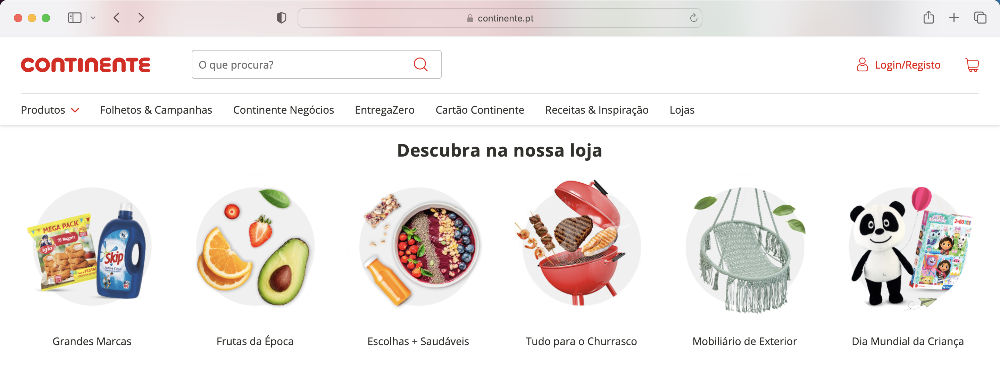 continente.pt
CONTINENTE
O que procura?
Login/Registo
Produtos
Folhetos & Campanhas
Continente Negócios
EntregaZero
Cartão Continente
Receitas & Inspiração
Lojas
Descubra na nossa loja
MEGA PACK
50 Nuggets
iglo
Skip
Active Clean
100
2x60
Grandes Marcas
Frutas da Época
Escolhas + Saudáveis
Tudo para o Churrasco
Mobiliário de Exterior
Dia Mundial da Criança